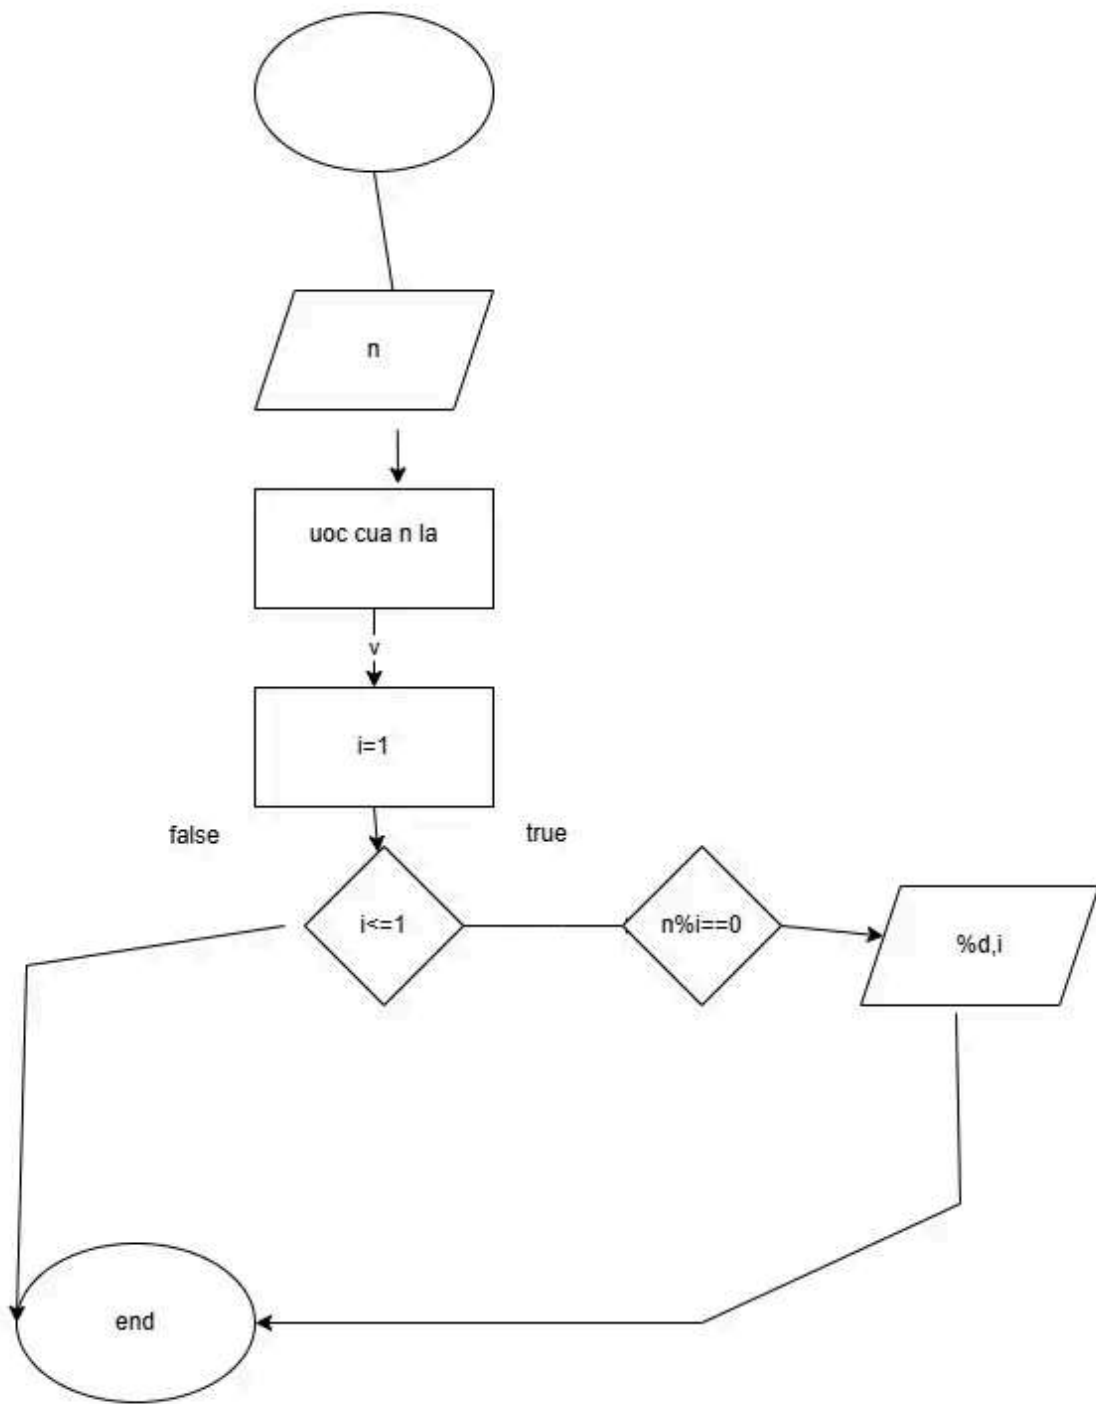 n
uoc cua n la
v
i=1
false
true
i<=1
n%i==0
%d,i
end